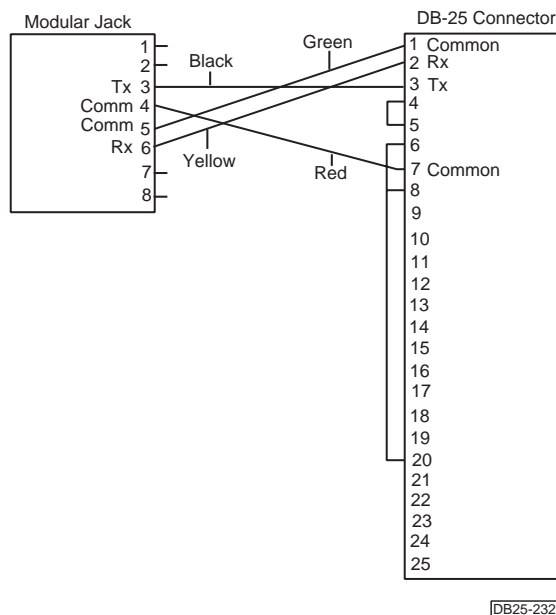 Modular Jack
DB-25 Connector
1
2
Tx 3
Comm 4
Comm 5
Rx 6
7
8
Green
Black
Yellow
Red
1 Common
2 Rx
3 Tx
4
5
6
7 Common
8
9
10
11
12
13
14
15
16
17
18
19
20
21
22
23
24
25
DB25-232